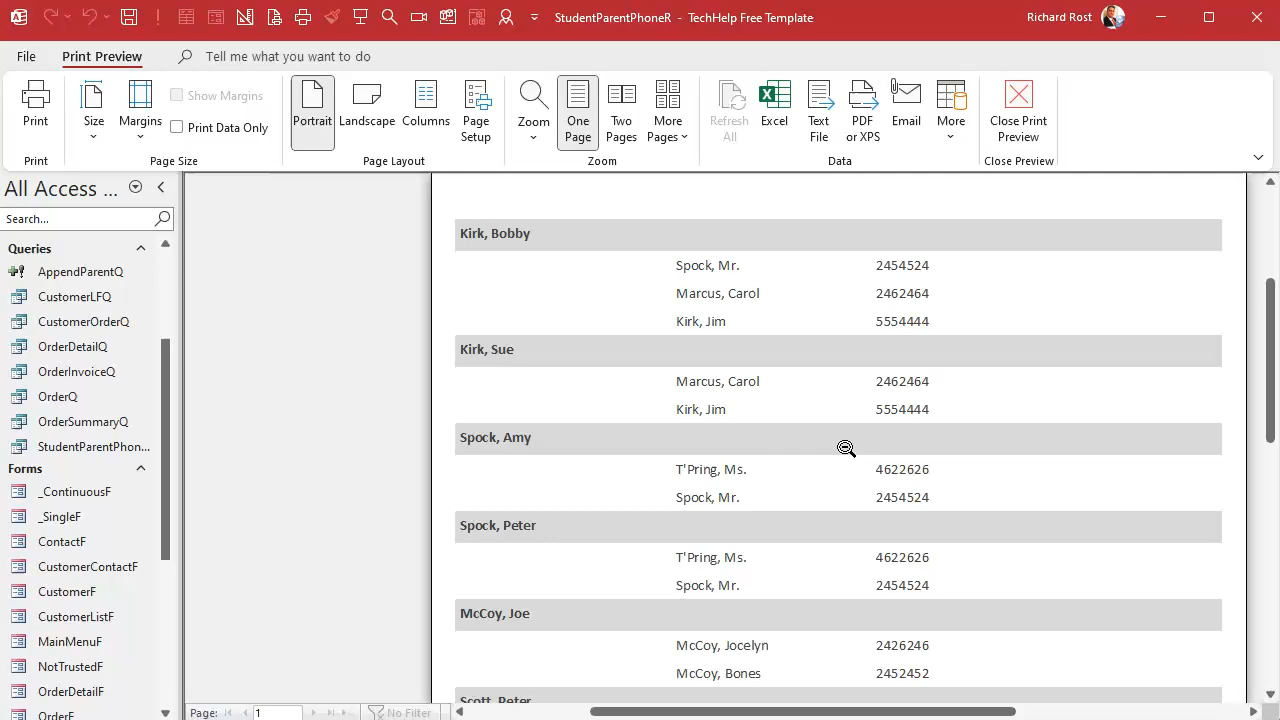 StudentParentPhoneR - TechHelp Free Template
Richard Rost
File
Print Preview
Tell me what you want to do
Print
Size
Margins
Show Margins
Print Data Only
Portrait
Landscape
Columns
Page Setup
Zoom
One Page
Two Pages
More Pages
Refresh All
Excel
Text File
PDF or XPS
Email
More
Close Print Preview
Print
Page Size
Page Layout
Zoom
Data
Close Preview
All Access ...
Search...
Queries
AppendParentQ
CustomerLFQ
CustomerOrderQ
OrderDetailQ
OrderInvoiceQ
OrderQ
OrderSummaryQ
StudentParentPhon...
Forms
_ContinuousF
_SingleF
ContactF
CustomerContactF
CustomerF
CustomerListF
MainMenuF
NotTrustedF
OrderDetailF
OrderF
Kirk, Bobby
Spock, Mr. 2454524
Marcus, Carol 2462464
Kirk, Jim 5554444
Kirk, Sue
Marcus, Carol 2462464
Kirk, Jim 5554444
Spock, Amy
T'Pring, Ms. 4622626
Spock, Mr. 2454524
Spock, Peter
T'Pring, Ms. 4622626
Spock, Mr. 2454524
McCoy, Joe
McCoy, Jocelyn 2426246
McCoy, Bones 2452452
Scott, Peter
Page: 1 No Filter